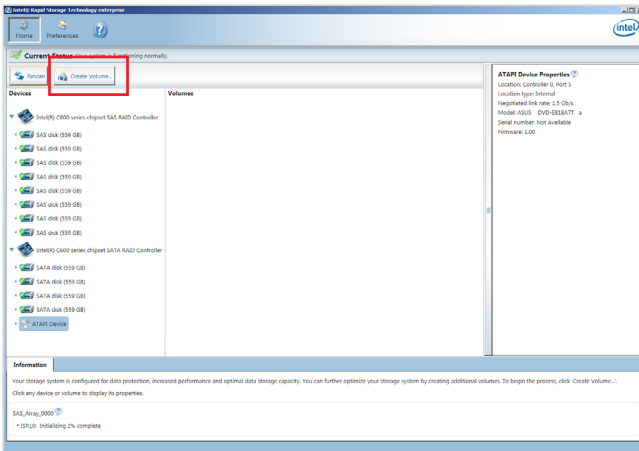 Intel® Rapid Storage Technology enterprise
Home
Preferences
intel
Current Status Your system is functioning normally.
Rescan
Create Volume...
Devices
Volumes
Intel(R) C600 series chipset SAS RAID Controller
SAS disk (559 GB)
SAS disk (559 GB)
SAS disk (559 GB)
SAS disk (559 GB)
SAS disk (559 GB)
SAS disk (559 GB)
SAS disk (559 GB)
SAS disk (559 GB)
Intel(R) C600 series chipset SATA RAID Controller
SATA disk (559 GB)
SATA disk (559 GB)
SATA disk (559 GB)
SATA disk (559 GB)
ATAPI Device
ATAPI Device Properties
Location: Controller 0, Port 5
Location type: Internal
Negotiated link rate: 1.5 Gb/s
Model: ASUS DVD-E818A7T a
Serial number: Not Available
Firmware: 1.00
Information
Your storage system is configured for data protection, increased performance and optimal data storage capacity. You can further optimize your storage system by creating additional volumes. To begin the process, click 'Create Volume...'.
Click any device or volume to display its properties.
SAS_Array_0000
ISR10: Initializing 2% complete